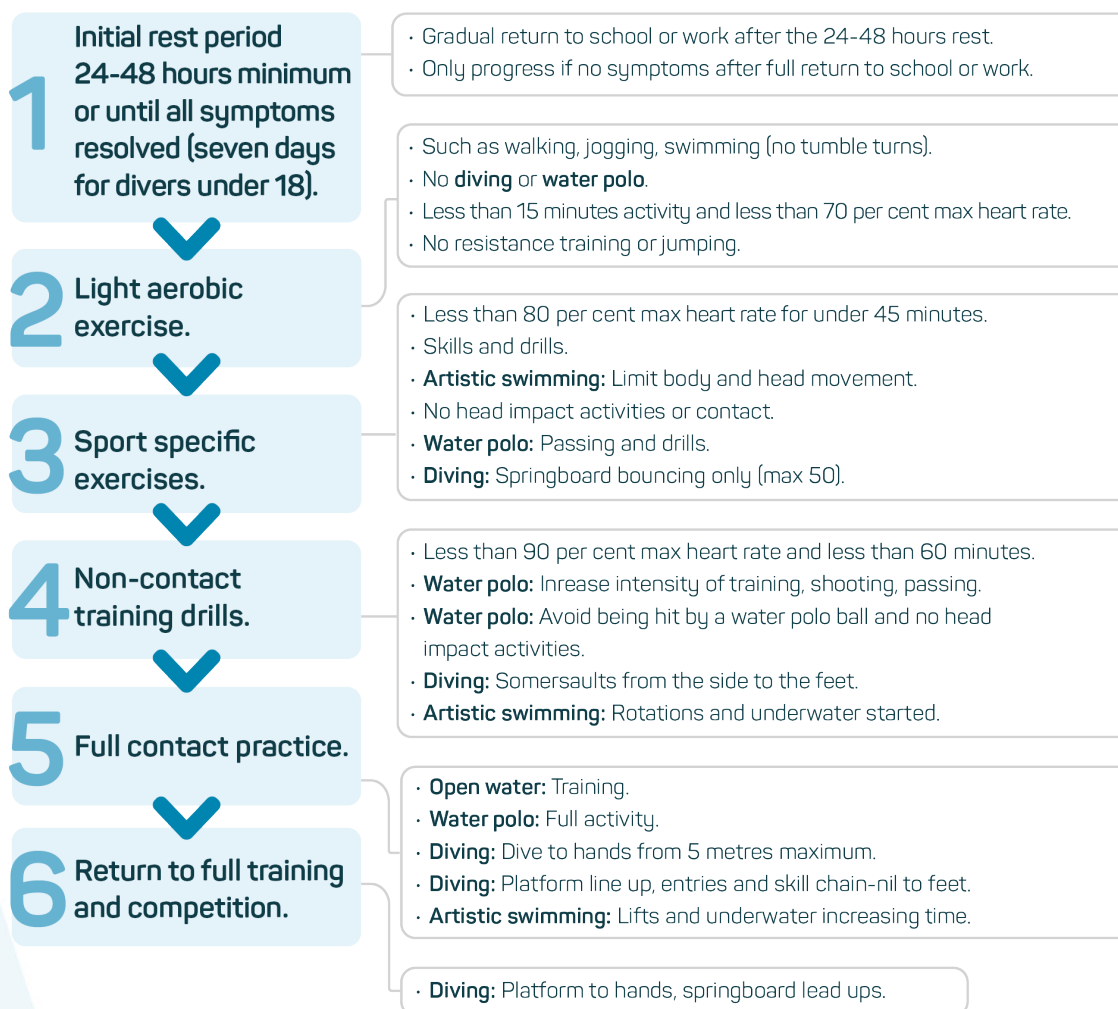 1
Initial rest period
24-48 hours minimum
or until all symptoms
resolved (seven days
for divers under 18).
· Gradual return to school or work after the 24-48 hours rest.
· Only progress if no symptoms after full return to school or work.
2
Light aerobic
exercise.
· Such as walking, jogging, swimming (no tumble turns).
· No diving or water polo.
· Less than 15 minutes activity and less than 70 per cent max heart rate.
· No resistance training or jumping.
3
Sport specific
exercises.
· Less than 80 per cent max heart rate for under 45 minutes.
· Skills and drills.
· Artistic swimming: Limit body and head movement.
· No head impact activities or contact.
· Water polo: Passing and drills.
· Diving: Springboard bouncing only (max 50).
4
Non-contact
training drills.
· Less than 90 per cent max heart rate and less than 60 minutes.
· Water polo: Inrease intensity of training, shooting, passing.
· Water polo: Avoid being hit by a water polo ball and no head
impact activities.
· Diving: Somersaults from the side to the feet.
· Artistic swimming: Rotations and underwater started.
5
Full contact practice.
· Open water: Training.
· Water polo: Full activity.
· Diving: Dive to hands from 5 metres maximum.
· Diving: Platform line up, entries and skill chain-nil to feet.
· Artistic swimming: Lifts and underwater increasing time.
6
Return to full training
and competition.
· Diving: Platform to hands, springboard lead ups.